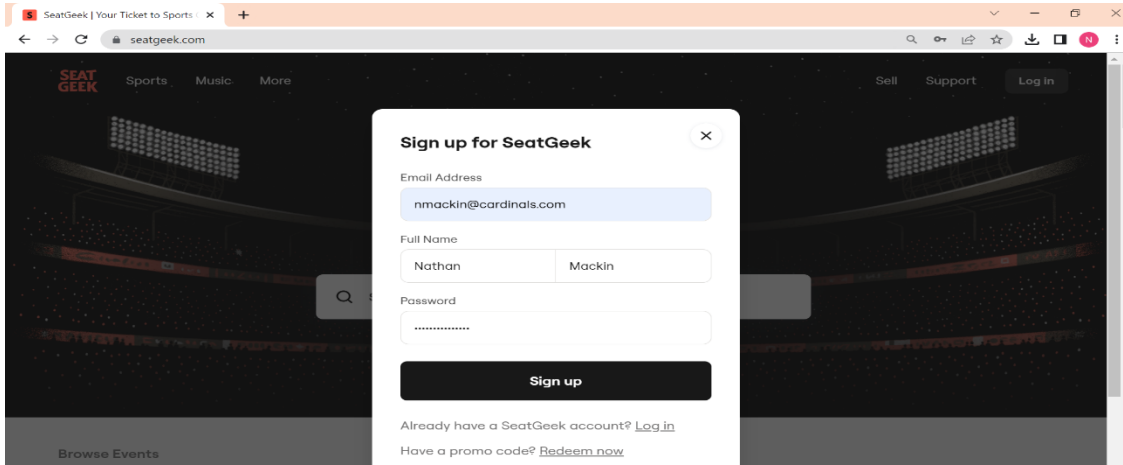 SeatGeek | Your Ticket to Sports
seatgeek.com
N
SEAT
GEEK
Sports Music More
Sell Support Log in
Sign up for SeatGeek
Email Address
nmackin@cardinals.com
Full Name
Nathan Mackin
Password
Sign up
Already have a SeatGeek account? Log in
Have a promo code? Redeem now
Browse Events